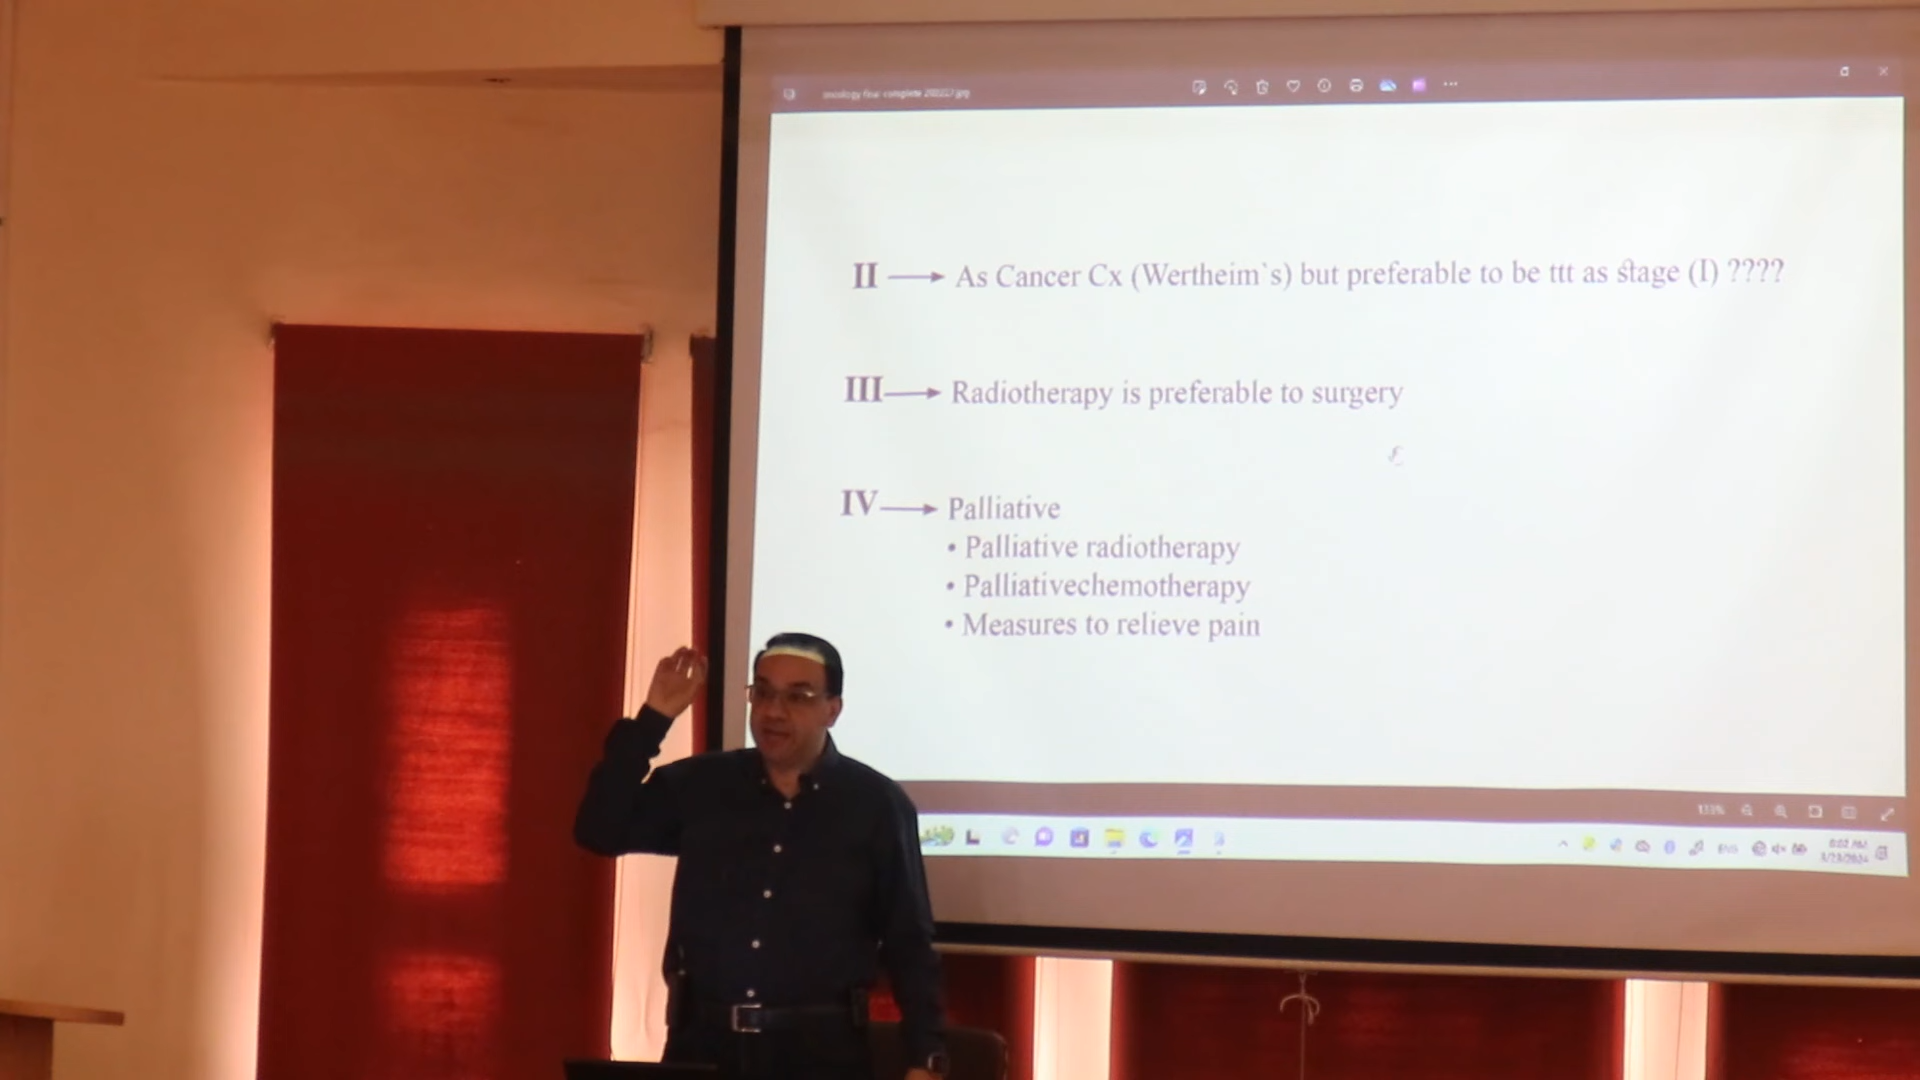 II → As Cancer Cx (Wertheim`s) but preferable to be ttt as stage (I) ????
III → Radiotherapy is preferable to surgery
IV → Palliative
• Palliative radiotherapy
• Palliativechemotherapy
• Measures to relieve pain
133%